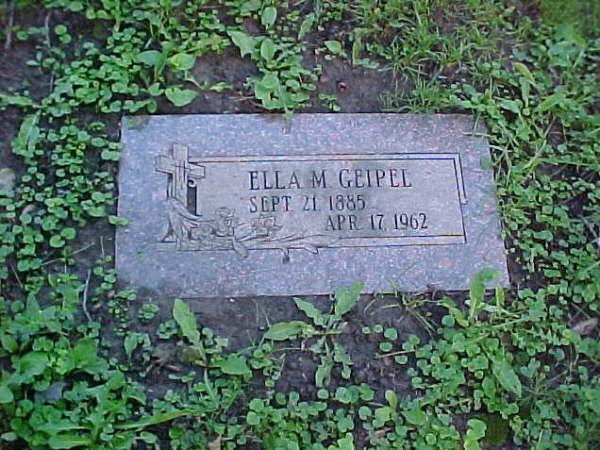 ELLA M. GEIPEL
SEPT. 21, 1885
APR. 17, 1962